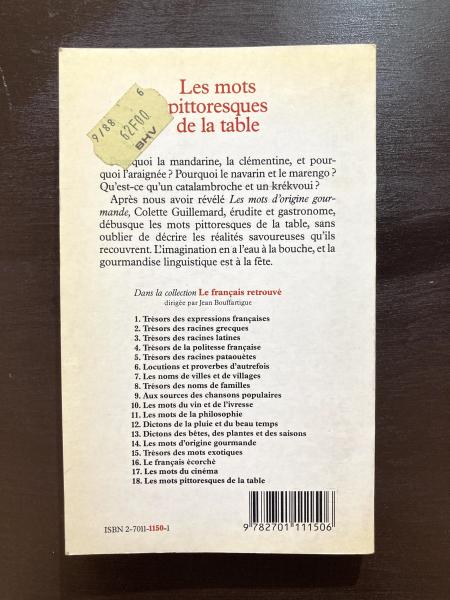 Les mots
pittoresques
de la table
6
9/88
62F00
BHV
quoi la mandarine, la clémentine, et pour-
quoi l'araignée ? Pourquoi le navarin et le marengo ?
Qu'est-ce qu'un catalambroche et un krékvoui ?
Après nous avoir révélé Les mots d'origine gour-
mande, Colette Guillemard, érudite et gastronome,
débusque les mots pittoresques de la table, sans
oublier de décrire les réalités savoureuses qu'ils
recouvrent. L'imagination en a l'eau à la bouche, et la
gourmandise linguistique est à la fête.
Dans la collection Le français retrouvé
dirigée par Jean Bouffartigue
1. Trésors des expressions françaises
2. Trésors des racines grecques
3. Trésors des racines latines
4. Trésors de la politesse française
5. Trésors des racines pataouètes
6. Locutions et proverbes d'autrefois
7. Les noms de villes et de villages
8. Trésors des noms de familles
9. Aux sources des chansons populaires
10. Les mots du vin et de l'ivresse
11. Les mots de la philosophie
12. Dictons de la pluie et du beau temps
13. Dictons des bêtes, des plantes et des saisons
14. Les mots d'origine gourmande
15. Trésors des mots exotiques
16. Le français écorché
17. Les mots du cinéma
18. Les mots pittoresques de la table
ISBN 2-7011-1150-1
9 782701 111506